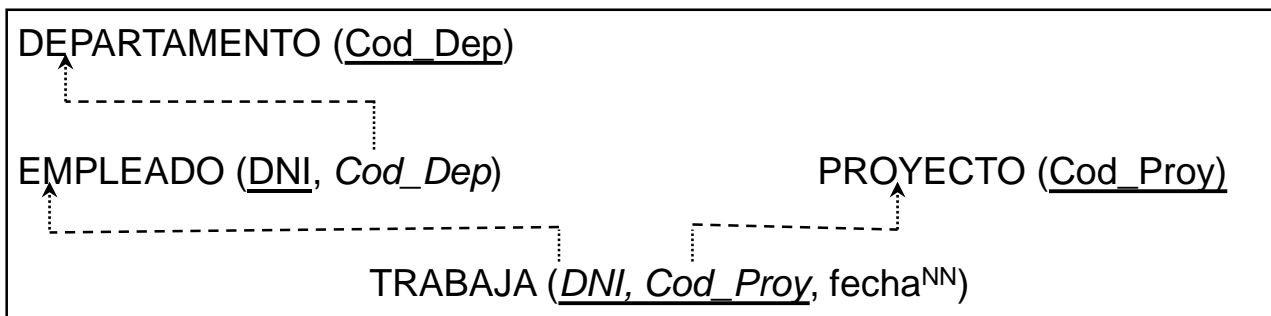 DEPARTAMENTO (Cod_Dep)
EMPLEADO (DNI, Cod_Dep)
PROYECTO (Cod_Proy)
TRABAJA (DNI, Cod_Proy, fechaNN)